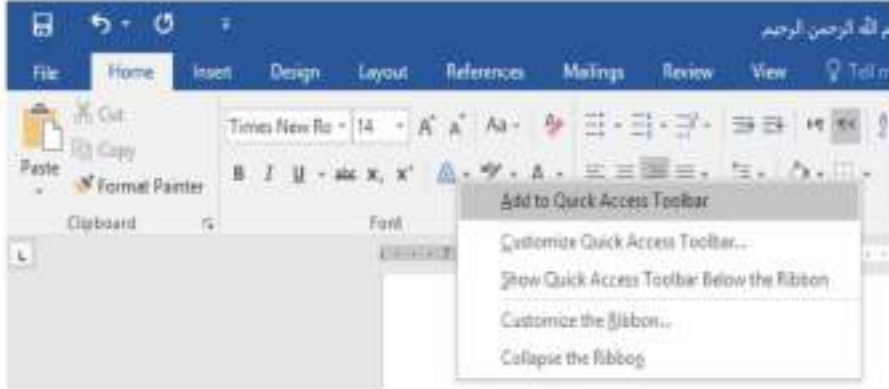 م الله الرحمن الرحيم
File Home Insert Design Layout References Mailings Review View Tell
Cut
Copy
Paste
Format Painter
Times New Ro 14 A A Aa
B I U abc x, x' A
Clipboard Font
Add to Quick Access Toolbar
Customize Quick Access Toolbar...
Show Quick Access Toolbar Below the Ribbon
Customize the Ribbon...
Collapse the Ribbon